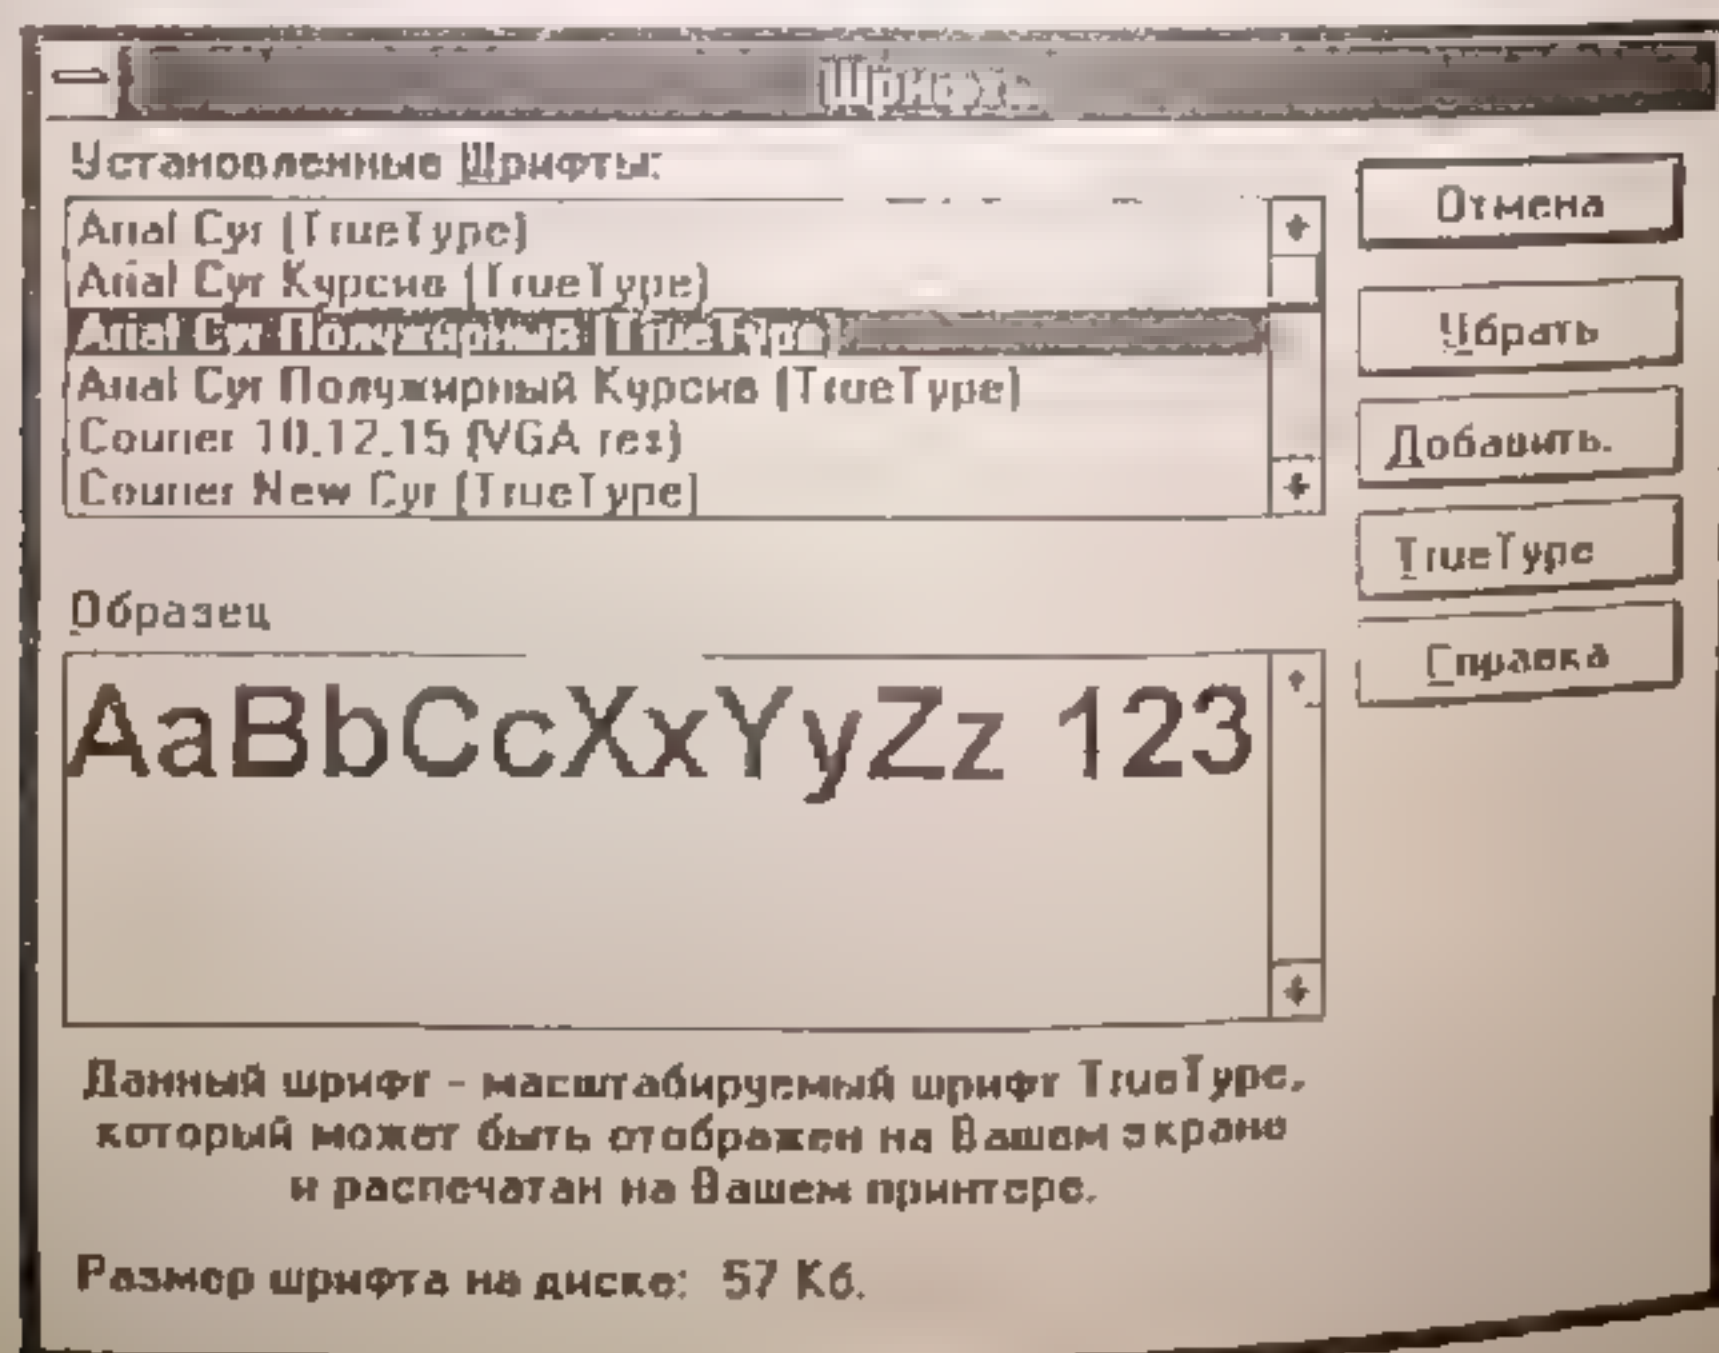 Шрифты
Установленные Шрифты:
Arial Cyr (TrueType)
Arial Cyr Курсив (TrueType)
Arial Cyr Полужирный (TrueType)
Arial Cyr Полужирный Курсив (TrueType)
Courier 10,12,15 (VGA res)
Courier New Cyr (TrueType)
Отмена
Убрать
Добавить.
TrueType
Справка
Образец
AaBbCcXxYyZz 123
Данный шрифт - масштабируемый шрифт TrueType,
который может быть отображен на Вашем экране
и распечатан на Вашем принтере.
Размер шрифта на диске: 57 Кб.